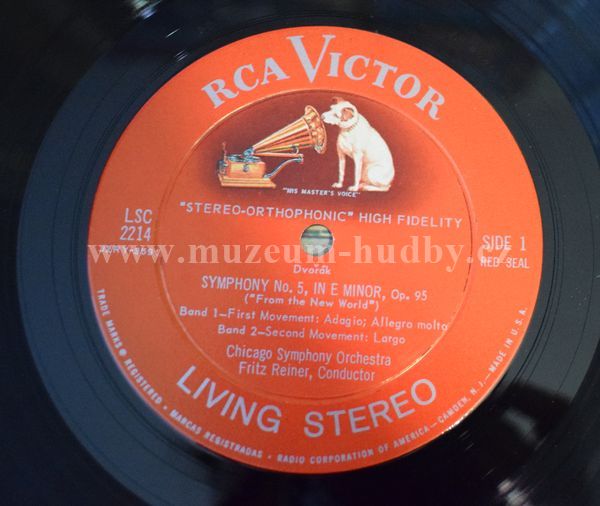 RCA VICTOR
"HIS MASTER'S VOICE"
"STEREO-ORTHOPHONIC" HIGH FIDELITY
LSC
2214
SIDE 1
RED SEAL
www.muzeum-hudby.cz
Dvořák
SYMPHONY No. 5, IN E MINOR, Op. 95
("From the New World")
Band 1—First Movement: Adagio; Allegro molto
Band 2—Second Movement: Largo
Chicago Symphony Orchestra
Fritz Reiner, Conductor
LIVING STEREO
TRADE MARKS ® REGISTERED • MARCAS REGISTRADAS • RADIO CORPORATION OF AMERICA—CAMDEN, N.J.—MADE IN U.S.A.